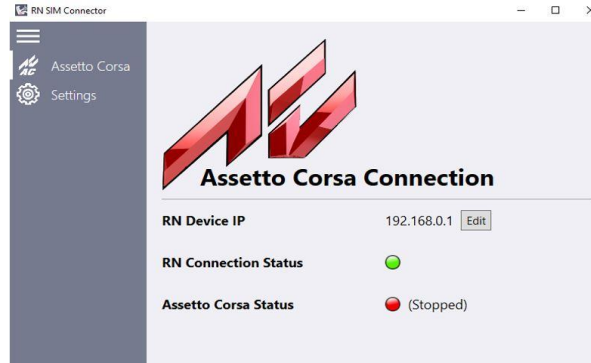 RN SIM Connector
Assetto Corsa
Settings
Assetto Corsa Connection
RN Device IP 192.168.0.1 Edit
RN Connection Status
Assetto Corsa Status (Stopped)